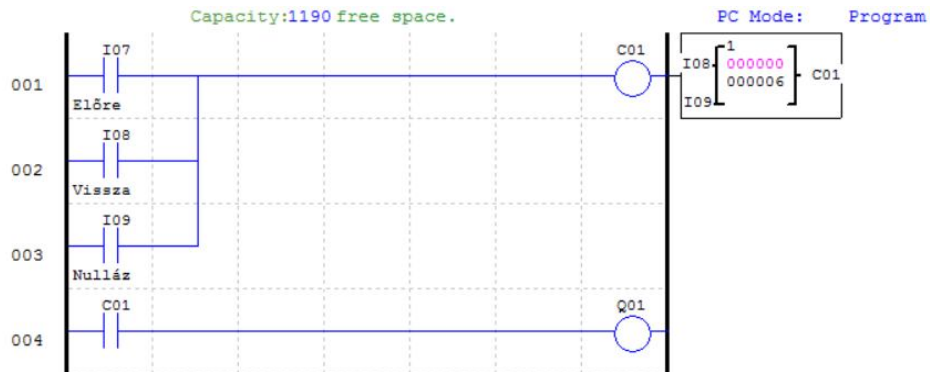 Capacity:1190 free space.
PC Mode: Program
I07
C01
1
I08
000000
000006
C01
I09
001
Előre
I08
002
Vissza
I09
003
Nulláz
C01
Q01
004